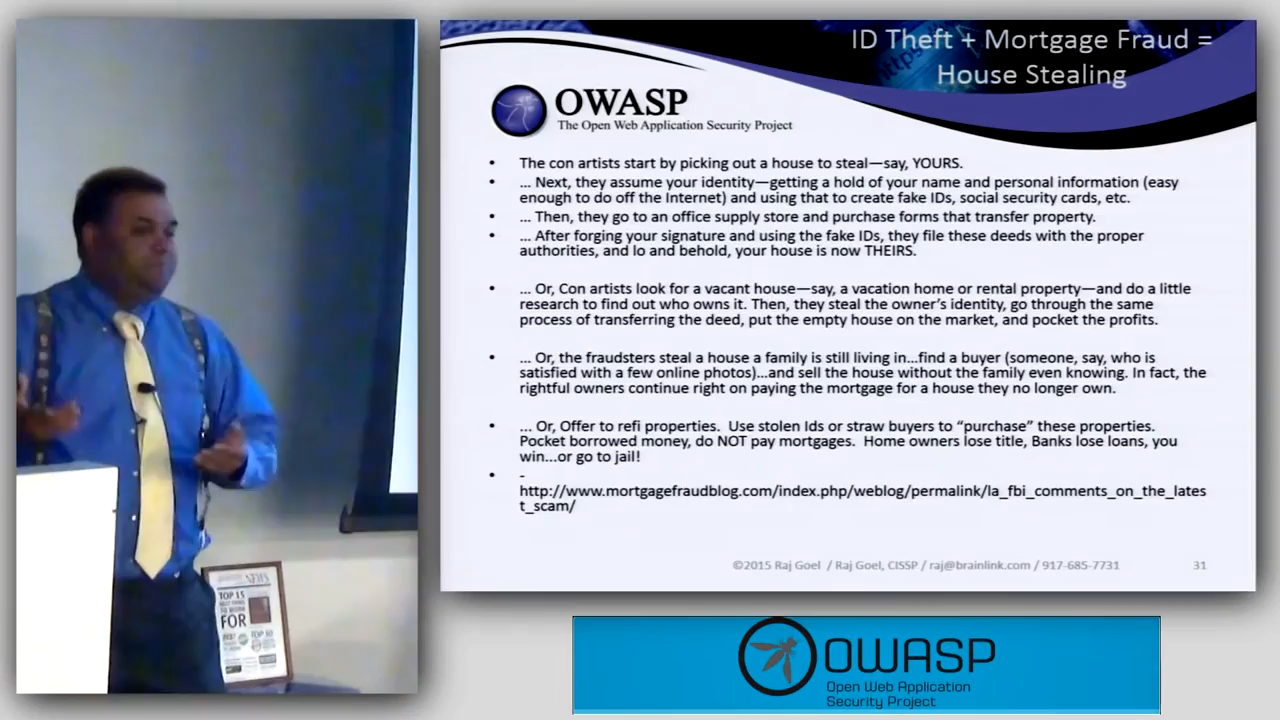 ID Theft + Mortgage Fraud =
House Stealing
OWASP
The Open Web Application Security Project
• The con artists start by picking out a house to steal—say, YOURS.
• ... Next, they assume your identity—getting a hold of your name and personal information (easy
enough to do off the Internet) and using that to create fake IDs, social security cards, etc.
• ... Then, they go to an office supply store and purchase forms that transfer property.
• ... After forging your signature and using the fake IDs, they file these deeds with the proper
authorities, and lo and behold, your house is now THEIRS.
• ... Or, Con artists look for a vacant house—say, a vacation home or rental property—and do a little
research to find out who owns it. Then, they steal the owner's identity, go through the same
process of transferring the deed, put the empty house on the market, and pocket the profits.
• ... Or, the fraudsters steal a house a family is still living in...find a buyer (someone, say, who is
satisfied with a few online photos)...and sell the house without the family even knowing. In fact, the
rightful owners continue right on paying the mortgage for a house they no longer own.
• ... Or, Offer to refi properties. Use stolen Ids or straw buyers to “purchase” these properties.
Pocket borrowed money, do NOT pay mortgages. Home owners lose title, Banks lose loans, you
win...or go to jail!
• -
http://www.mortgagefraudblog.com/index.php/weblog/permalink/la_fbi_comments_on_the_lates
t_scam/
©2015 Raj Goel / Raj Goel, CISSP / raj@brainlink.com / 917-685-7731 31
NEWS
TOP 15
FOR
OWASP
Open Web Application
Security Project